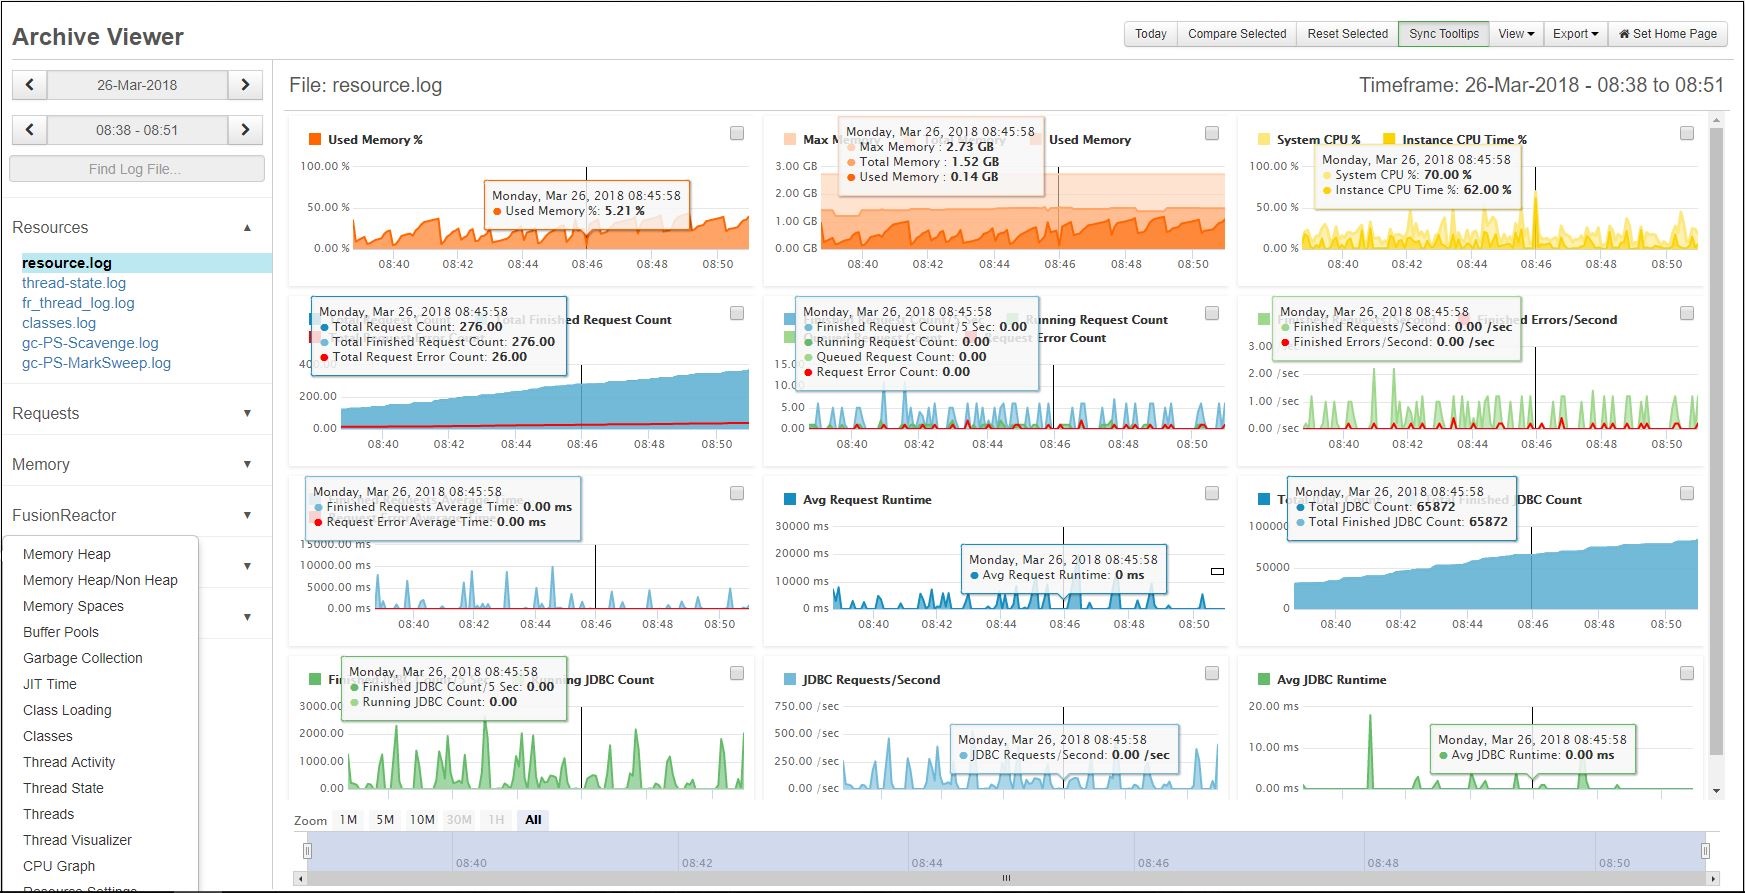 Archive Viewer
Today Compare Selected Reset Selected Sync Tooltips View Export Set Home Page
26-Mar-2018
08:38 - 08:51
Find Log File...
Resources
resource.log
thread-state.log
fr_thread_log.log
classes.log
gc-PS-Scavenge.log
gc-PS-MarkSweep.log
Requests
Memory
FusionReactor
Memory Heap
Memory Heap/Non Heap
Memory Spaces
Buffer Pools
Garbage Collection
JIT Time
Class Loading
Classes
Thread Activity
Thread State
Threads
Thread Visualizer
CPU Graph
Resource Settings
File: resource.log
Timeframe: 26-Mar-2018 - 08:38 to 08:51
Used Memory %
100.00 %
50.00 %
0.00 %
Monday, Mar 26, 2018 08:45:58
Used Memory %: 5.21 %
08:40 08:42 08:44 08:46 08:48 08:50
Max Used Memory
Monday, Mar 26, 2018 08:45:58
Max Memory : 2.73 GB
Total Memory : 1.52 GB
Used Memory : 0.14 GB
3.00 GB
2.00 GB
1.00 GB
0.00 GB
08:40 08:42 08:44 08:46 08:48 08:50
System CPU % Instance CPU Time %
Monday, Mar 26, 2018 08:45:58
System CPU %: 70.00 %
Instance CPU Time %: 62.00 %
100.00 %
50.00 %
0.00 %
08:40 08:42 08:44 08:46 08:48 08:50
Total Finished Request Count
Monday, Mar 26, 2018 08:45:58
Total Request Count: 276.00
Total Finished Request Count: 276.00
Total Request Error Count: 26.00
200.00
0.00
08:40 08:42 08:44 08:46 08:48 08:50
Finished Request Count/5 Sec Running Request Count
Error Count
Monday, Mar 26, 2018 08:45:58
Finished Request Count/5 Sec: 0.00
Running Request Count: 0.00
Queued Request Count: 0.00
Request Error Count: 0.00
15.00
10.00
5.00
0.00
08:40 08:42 08:44 08:46 08:48 08:50
Finished Requests/Second Finished Errors/Second
Monday, Mar 26, 2018 08:45:58
Finished Requests/Second: 0.00 /sec
Finished Errors/Second: 0.00 /sec
3.00
2.00 /sec
1.00 /sec
0.00 /sec
08:40 08:42 08:44 08:46 08:48 08:50
Finished Requests Average Time
Monday, Mar 26, 2018 08:45:58
Finished Requests Average Time: 0.00 ms
Request Error Average Time: 0.00 ms
15000.00 ms
10000.00 ms
5000.00 ms
0.00 ms
08:40 08:42 08:44 08:46 08:48 08:50
Avg Request Runtime
30000 ms
20000 ms
10000 ms
0 ms
Monday, Mar 26, 2018 08:45:58
Avg Request Runtime: 0 ms
08:40 08:42 08:44 08:46 08:48 08:50
Total Finished JDBC Count
Monday, Mar 26, 2018 08:45:58
Total JDBC Count: 65872
Total Finished JDBC Count: 65872
100000
50000
0
08:40 08:42 08:44 08:46 08:48 08:50
Running JDBC Count
Monday, Mar 26, 2018 08:45:58
Finished JDBC Count/5 Sec: 0.00
Running JDBC Count: 0.00
3000.00
2000.00
1000.00
0.00
JDBC Requests/Second
750.00 /sec
500.00 /sec
250.00 /sec
0.00 /sec
Monday, Mar 26, 2018 08:45:58
JDBC Requests/Second: 0.00 /sec
Avg JDBC Runtime
20.00 ms
10.00 ms
0.00 ms
Monday, Mar 26, 2018 08:45:58
Avg JDBC Runtime: 0.00 ms
Zoom 1M 5M 10M 30M 1H All
08:40 08:42 08:44 08:46 08:48 08:50